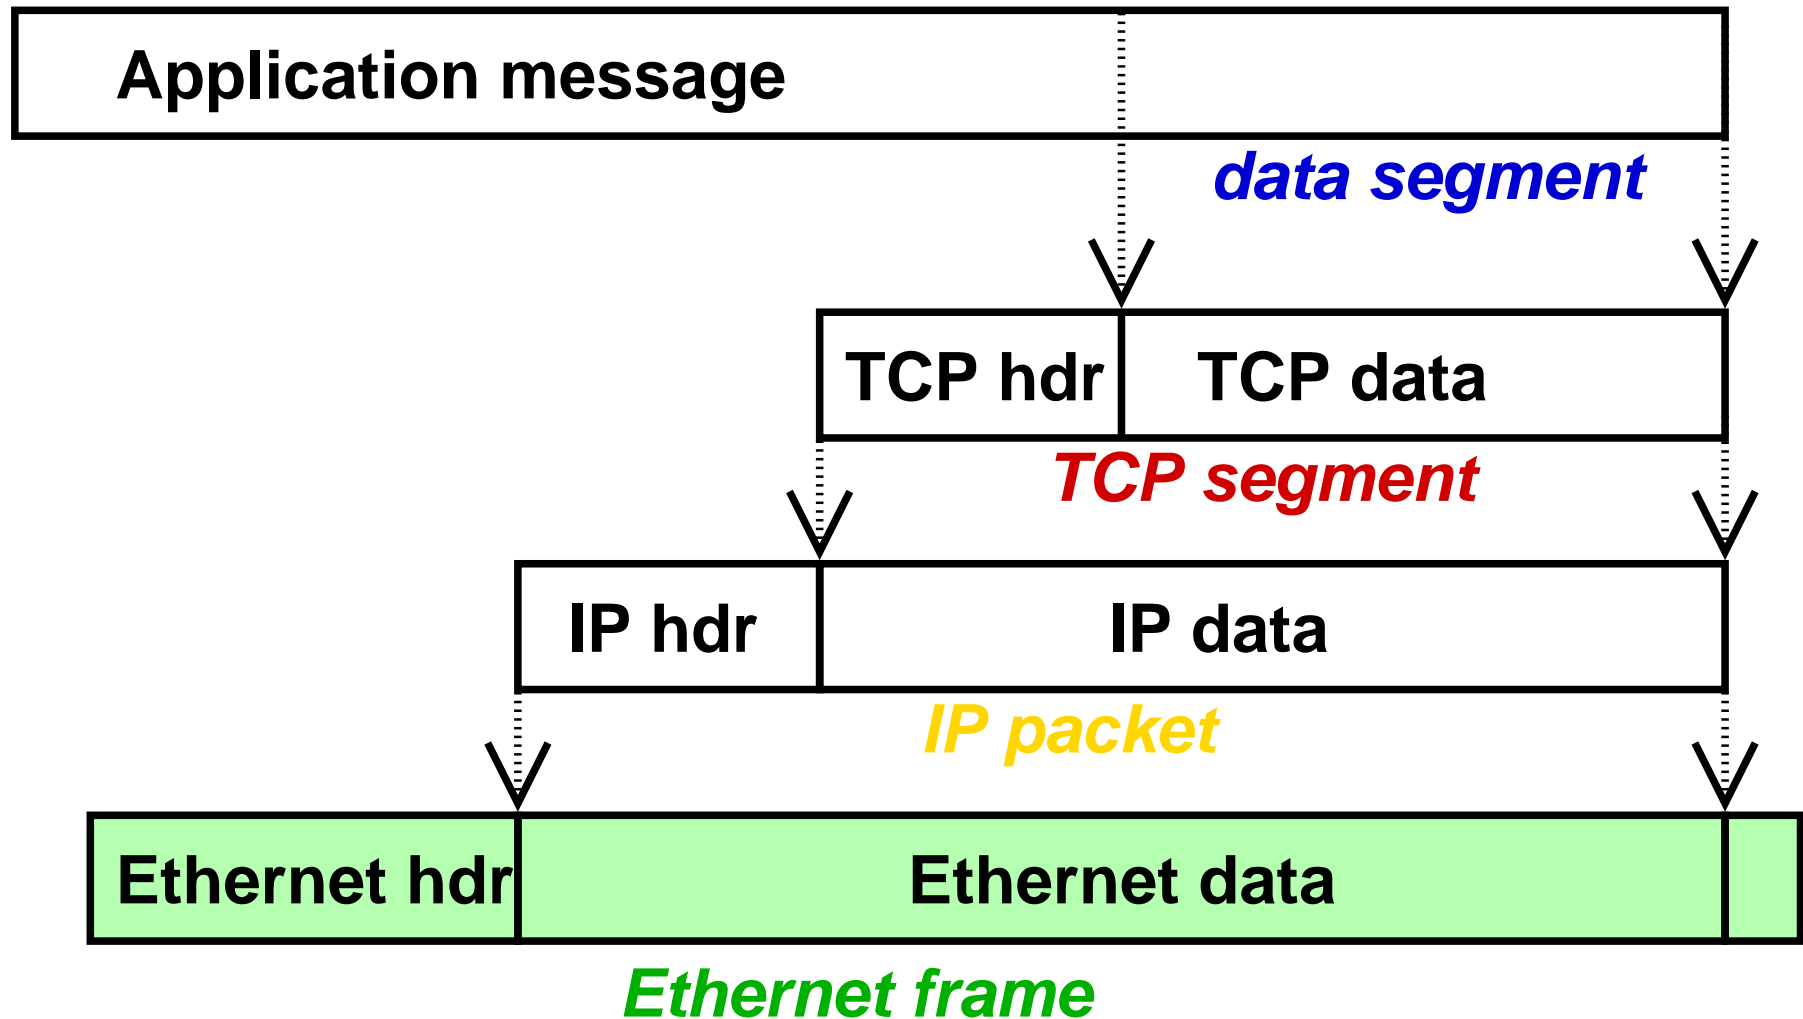 Application message
data segment
TCP hdr TCP data
TCP segment
IP hdr IP data
IP packet
Ethernet hdr Ethernet data
Ethernet frame